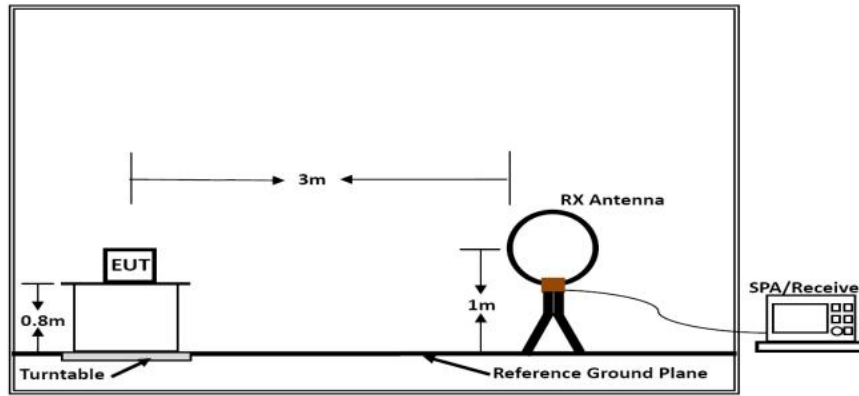 3m
RX Antenna
EUT
SPA/Receive
1m
0.8m
Turntable
Reference Ground Plane